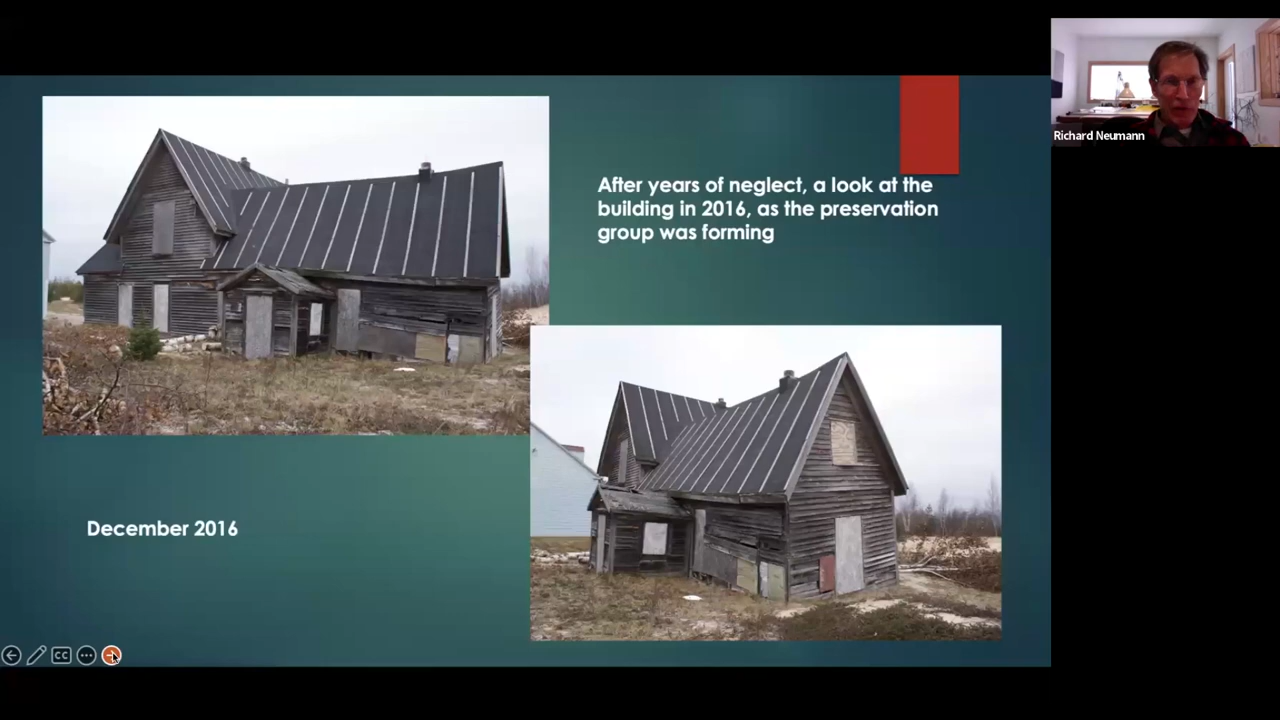 Richard Neumann
After years of neglect, a look at the
building in 2016, as the preservation
group was forming
December 2016
CC